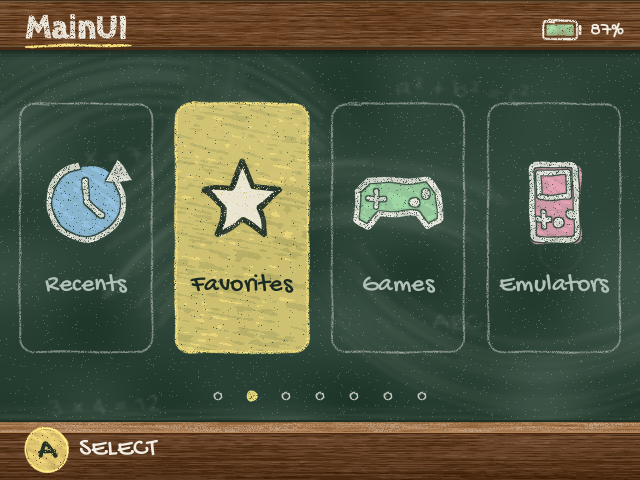 MainUI
87%
Recents
Favorites
Games
Emulators
A SELECT